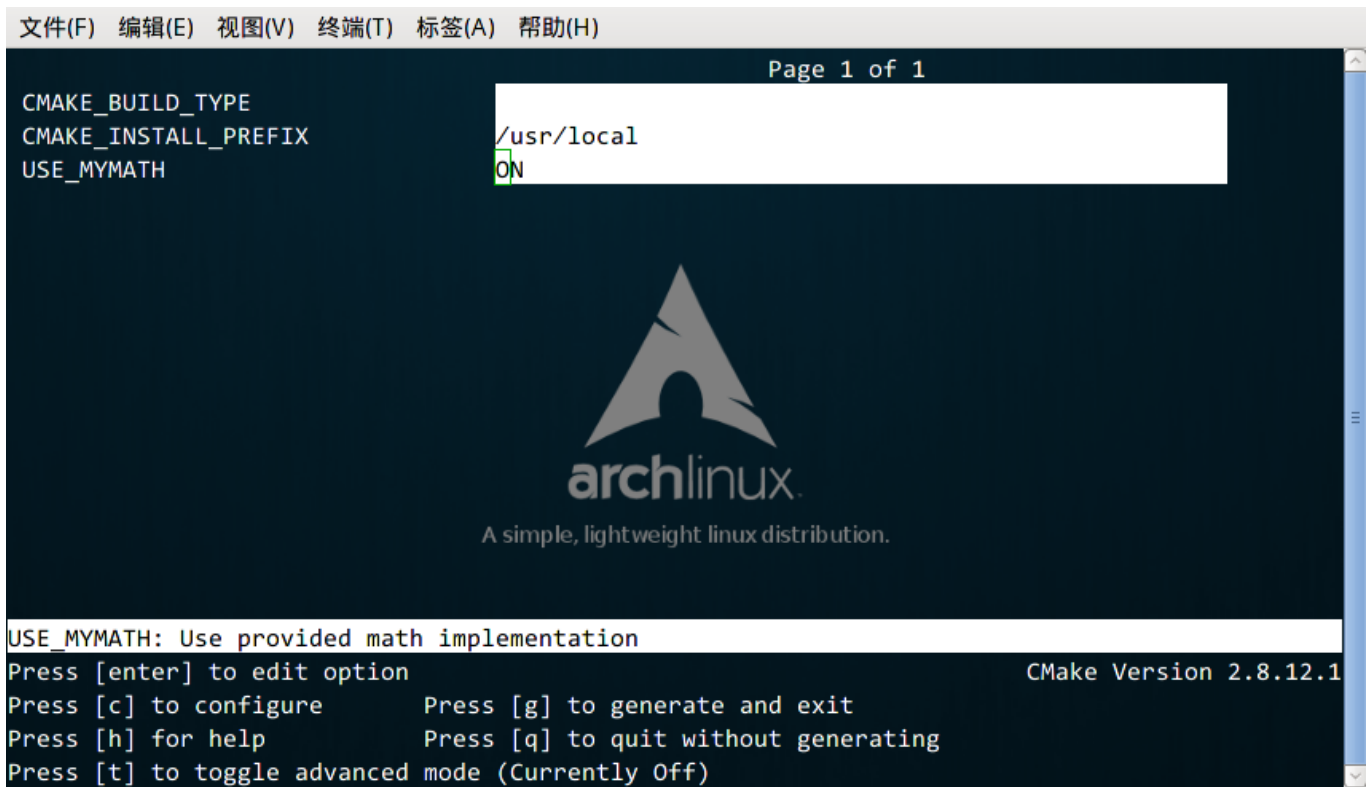 文件(F) 编辑(E) 视图(V) 终端(T) 标签(A) 帮助(H)
Page 1 of 1
CMAKE_BUILD_TYPE
CMAKE_INSTALL_PREFIX /usr/local
USE_MYMATH ON
archlinux.
A simple, lightweight linux distribution.
USE_MYMATH: Use provided math implementation
Press [enter] to edit option CMake Version 2.8.12.1
Press [c] to configure Press [g] to generate and exit
Press [h] for help Press [q] to quit without generating
Press [t] to toggle advanced mode (Currently Off)